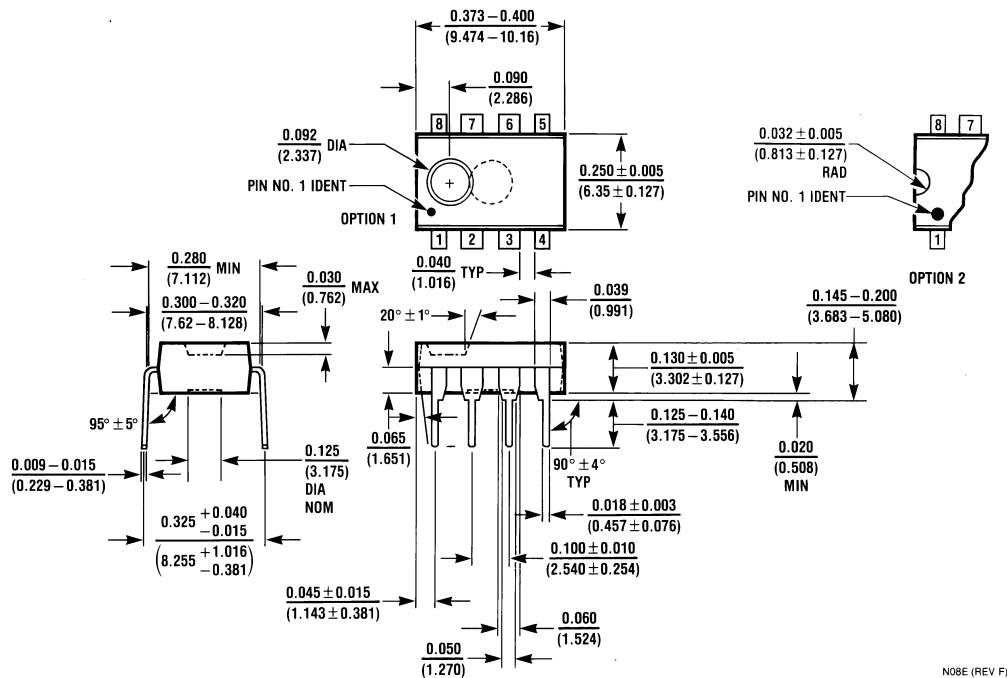 0.373 – 0.400
(9.474 – 10.16)
0.090
(2.286)
8 7 6 5
0.092 DIA
(2.337)
PIN NO. 1 IDENT
OPTION 1
1 2 3 4
0.250 ± 0.005
(6.35 ± 0.127)
0.032 ± 0.005
(0.813 ± 0.127)
RAD
PIN NO. 1 IDENT
8 7
1
OPTION 2
0.280 MIN
(7.112)
0.300 – 0.320
(7.62 – 8.128)
0.030 MAX
(0.762)
0.040 TYP
(1.016)
0.039
(0.991)
20° ± 1°
0.145 – 0.200
(3.683 – 5.080)
0.130 ± 0.005
(3.302 ± 0.127)
0.125 – 0.140
(3.175 – 3.556)
0.020
(0.508)
MIN
95° ± 5°
0.065
(1.651)
90° ± 4°
TYP
0.009 – 0.015
(0.229 – 0.381)
0.125
(3.175)
DIA
NOM
0.018 ± 0.003
(0.457 ± 0.076)
0.325 +0.040
–0.015
(8.255 +1.016
–0.381)
0.100 ± 0.010
(2.540 ± 0.254)
0.045 ± 0.015
(1.143 ± 0.381)
0.060
(1.524)
0.050
(1.270)
N08E (REV F)